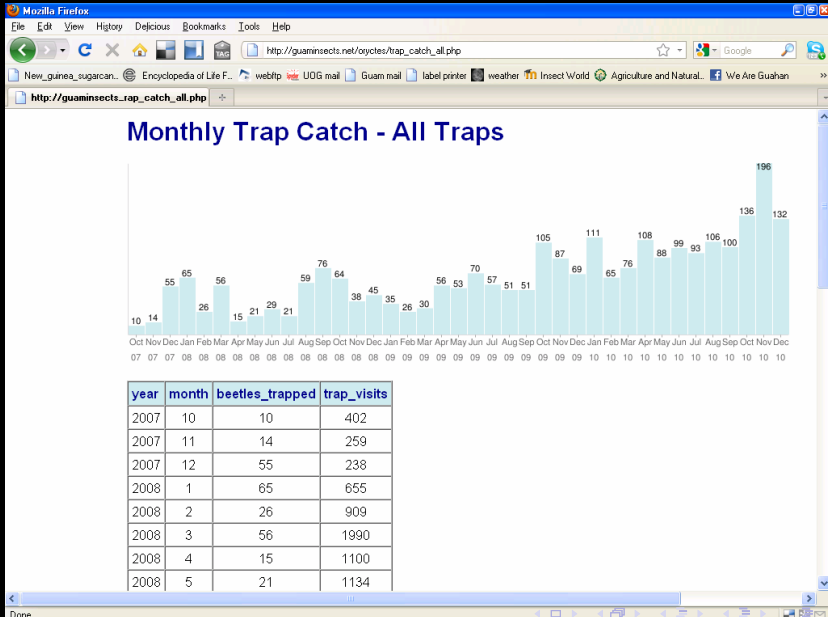 Mozilla Firefox
File Edit View History Delicious Bookmarks Tools Help
TAG http://guaminsects.net/oryctes/trap_catch_all.php Google
New_guinea_sugarcan... Encyclopedia of Life F... webftp UOG mail Guam mail label printer weather Insect World Agriculture and Natural... We Are Guahan »
http://guaminsects_rap_catch_all.php
Monthly Trap Catch - All Traps
10 14 55 65 26 56 15 21 29 21 59 76 64 38 45 35 26 30 56 53 70 57 51 51 105 87 69 111 65 76 108 88 99 93 106 100 136 196 132
Oct Nov Dec Jan Feb Mar Apr May Jun Jul Aug Sep Oct Nov Dec Jan Feb Mar Apr May Jun Jul Aug Sep Oct Nov Dec Jan Feb Mar Apr May Jun Jul Aug Sep Oct Nov Dec
07 07 07 08 08 08 08 08 08 08 08 08 08 08 08 09 09 09 09 09 09 09 09 09 09 09 09 10 10 10 10 10 10 10 10 10 10 10 10
year month beetles_trapped trap_visits
2007 10 10 402
2007 11 14 259
2007 12 55 238
2008 1 65 655
2008 2 26 909
2008 3 56 1990
2008 4 15 1100
2008 5 21 1134
Done